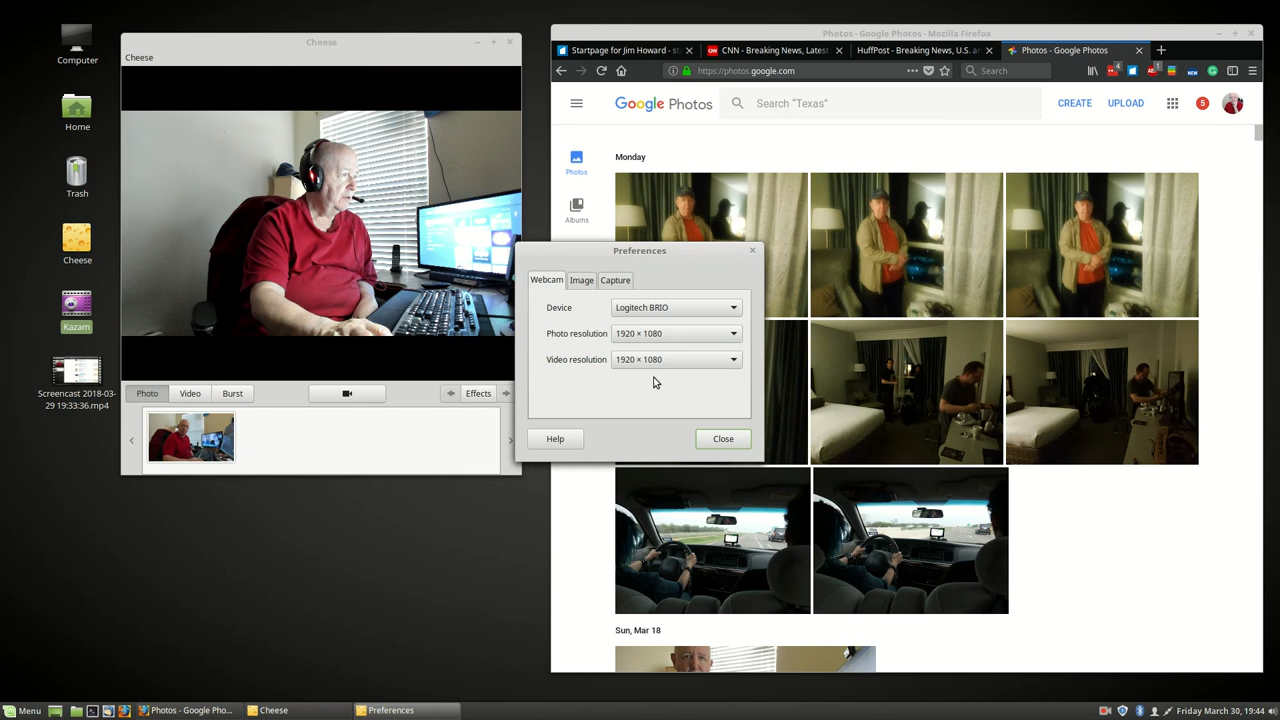 Computer
Home
Trash
Cheese
Kazam
Screencast 2018-03-
29 19:33:36.mp4
Cheese
Cheese
Photo
Video
Burst
Effects
Photos - Google Photos - Mozilla Firefox
Startpage for Jim Howard - sta
CNN - Breaking News, Latest
HuffPost - Breaking News, U.S. a
Photos - Google Photos
https://photos.google.com
Search
NEW
Google Photos
Search "Texas"
CREATE
UPLOAD
5
Photos
Albums
Monday
Sun, Mar 18
Preferences
Webcam
Image
Capture
Device
Logitech BRIO
Photo resolution
1920 × 1080
Video resolution
1920 × 1080
Help
Close
Menu
Photos - Google Pho...
Cheese
Preferences
Friday March 30, 19:44